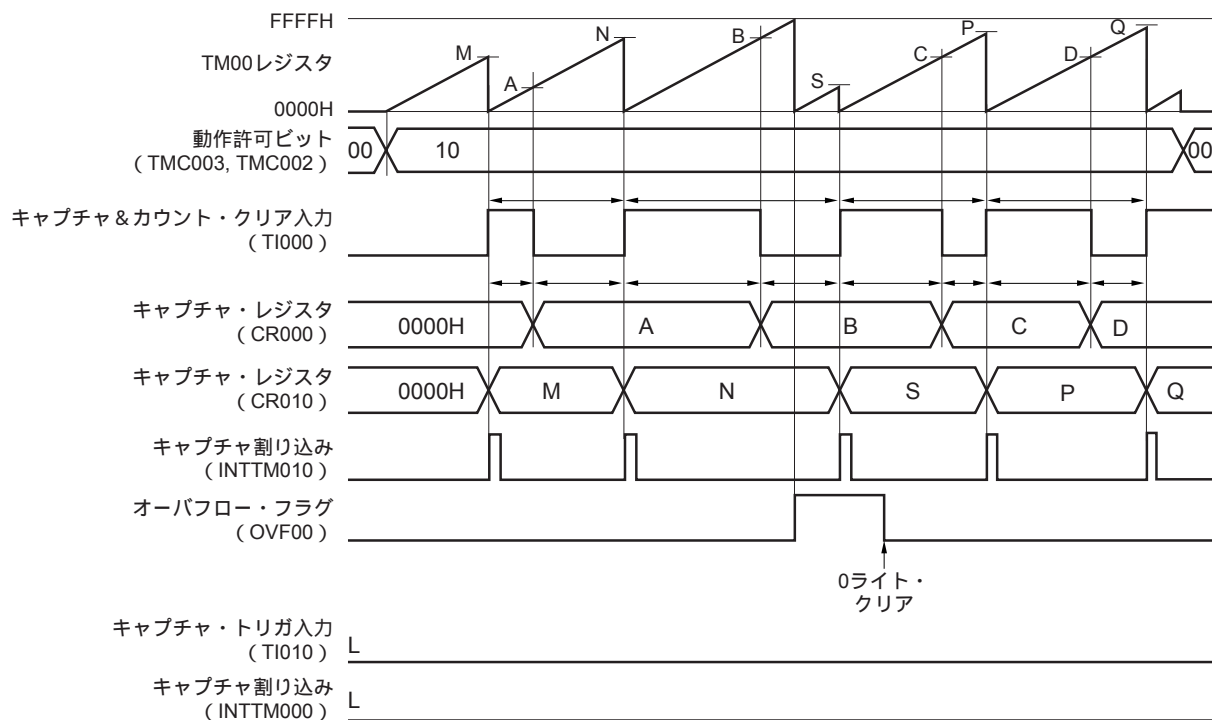 FFFFH
TM00レジスタ
0000H
M
A
N
B
S
C
P
D
Q
動作許可ビット
( TMC003, TMC002 )
00
10
00
キャプチャ&カウント・クリア入力
( TI000 )
キャプチャ・レジスタ
( CR000 )
0000H
A
B
C
D
キャプチャ・レジスタ
( CR010 )
0000H
M
N
S
P
Q
キャプチャ割り込み
( INTTM010 )
オーバフロー・フラグ
( OVF00 )
0ライト・
クリア
キャプチャ・トリガ入力
( TI010 )
L
キャプチャ割り込み
( INTTM000 )
L